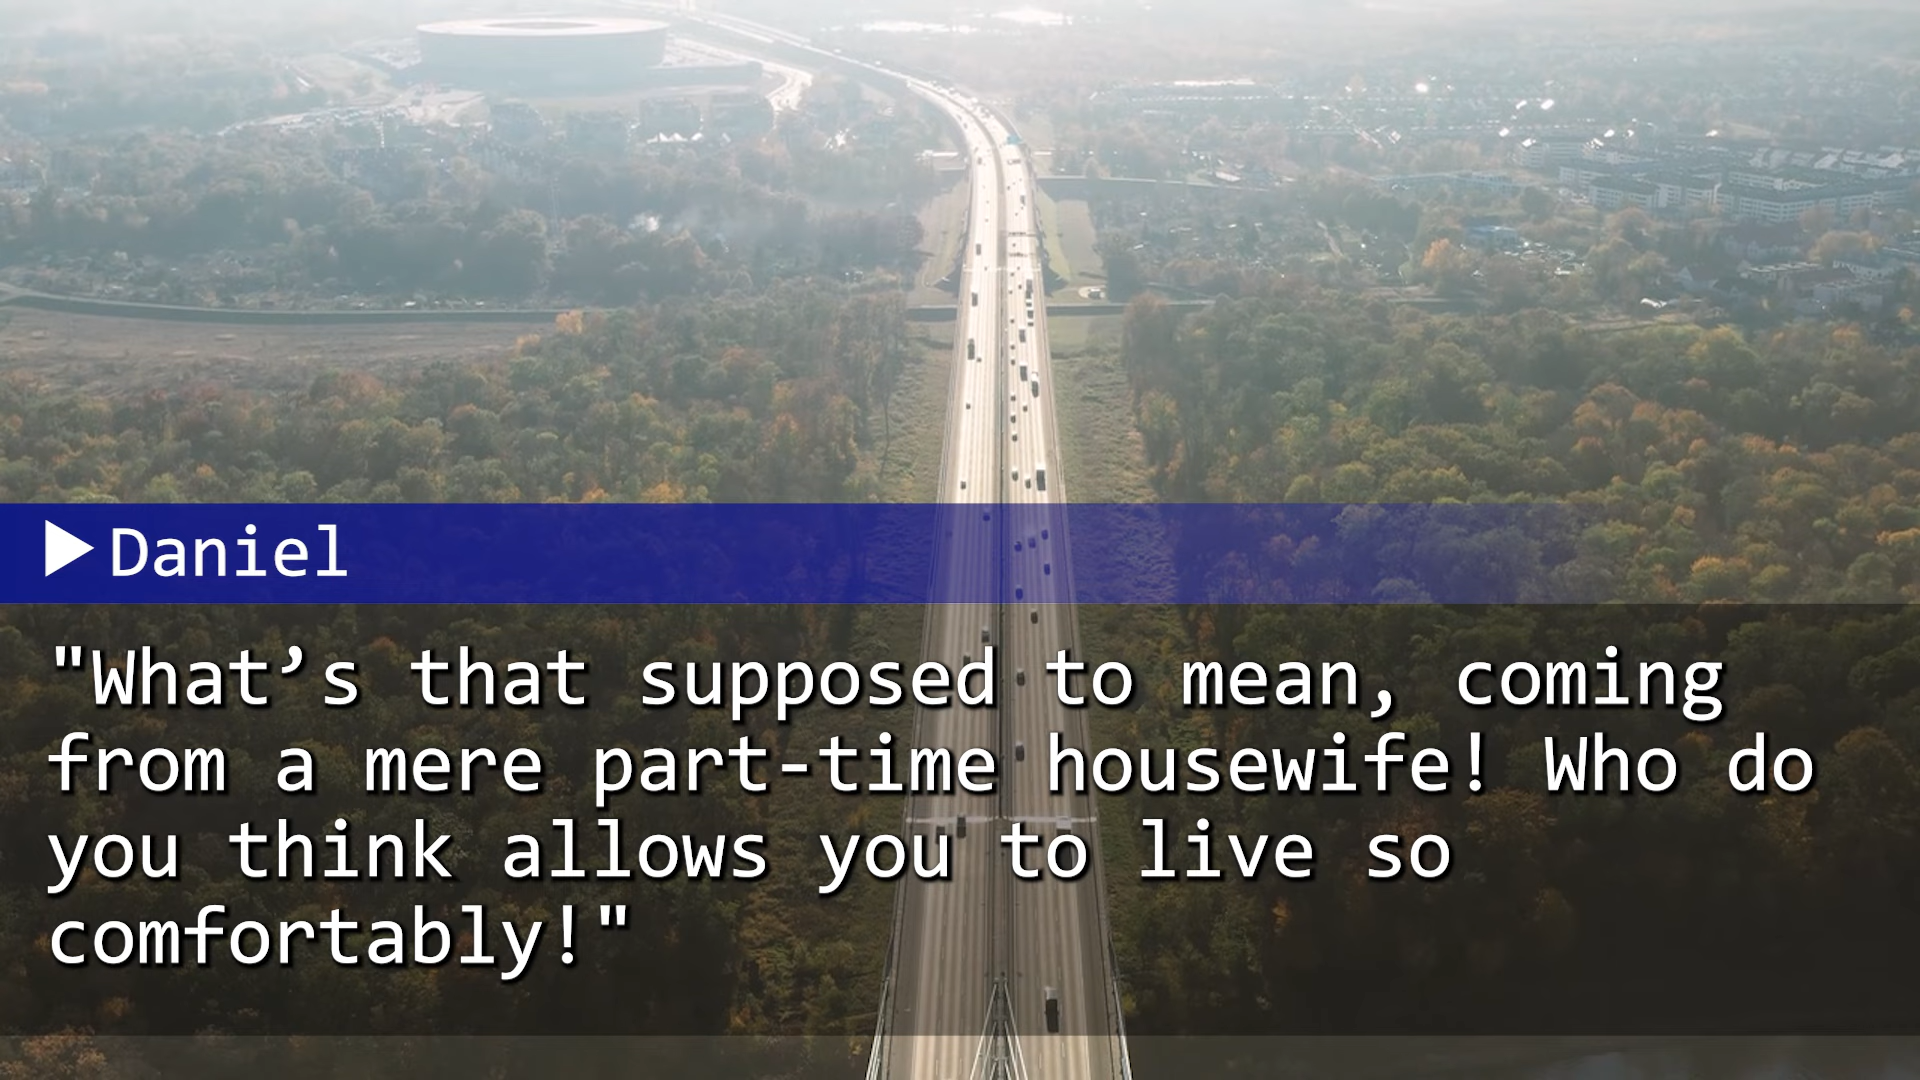 Daniel
"What’s that supposed to mean, coming
from a mere part-time housewife! Who do
you think allows you to live so
comfortably!"